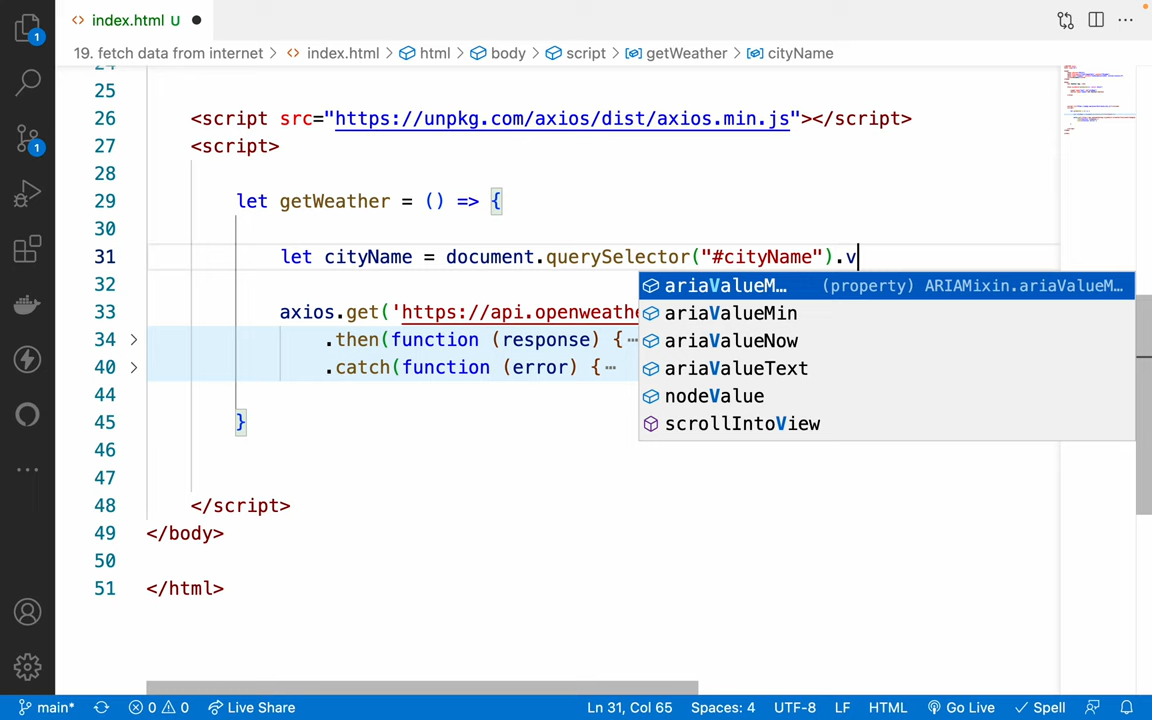 index.html U
19. fetch data from internet > index.html > html > body > script > getWeather > cityName
24
25
26 <script src="https://unpkg.com/axios/dist/axios.min.js"></script>
27 <script>
28
29 let getWeather = () => {
30
31 let cityName = document.querySelector("#cityName").v
32
33 axios.get('https://api.openweathe
34 .then(function (response) {
40 .catch(function (error) {
44
45 }
46
47
48 </script>
49 </body>
50
51 </html>
ariaValueM… (property) ARIAMixin.ariaValueM…
ariaValueMin
ariaValueNow
ariaValueText
nodeValue
scrollIntoView
1
1
main* 0 0 Live Share Ln 31, Col 65 Spaces: 4 UTF-8 LF HTML Go Live Spell